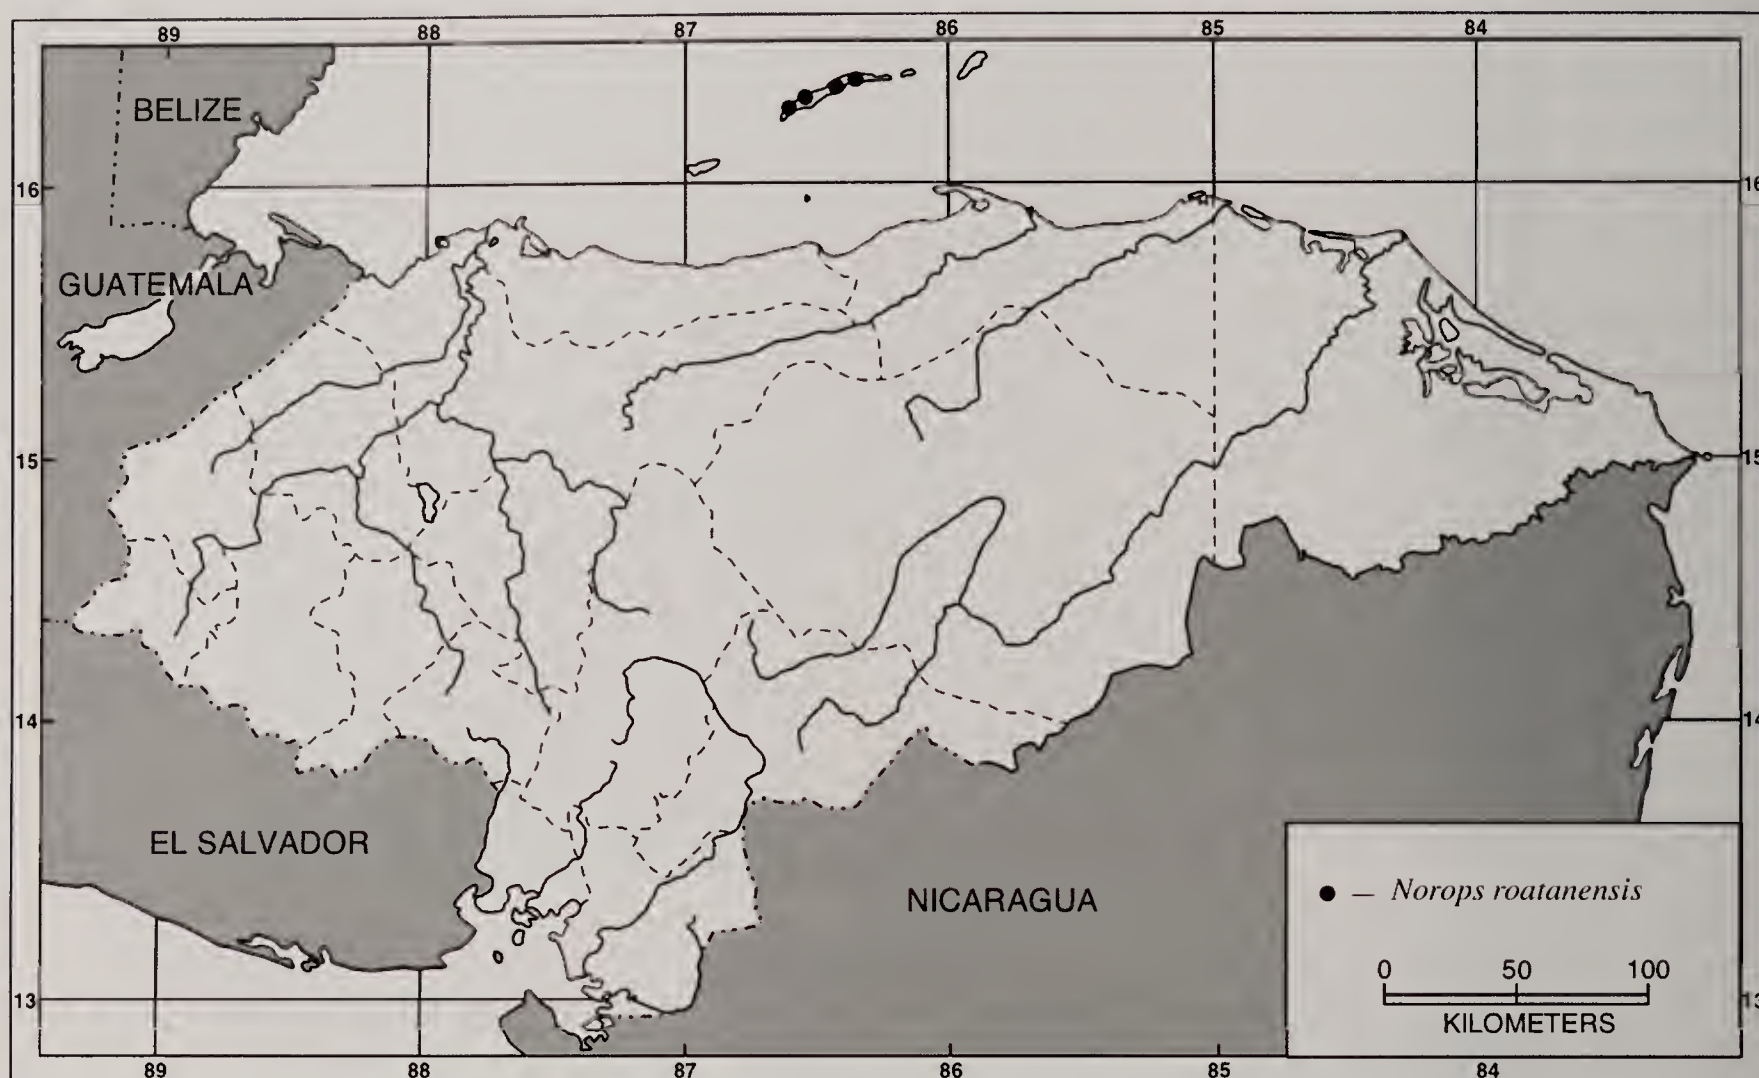 89 88 87 86 85 84
BELIZE
16 16
GUATEMALA
15 15
14 14
EL SALVADOR
NICARAGUA
● — Norops roatanensis
0 50 100
KILOMETERS
13 13
89 88 87 86 85 84